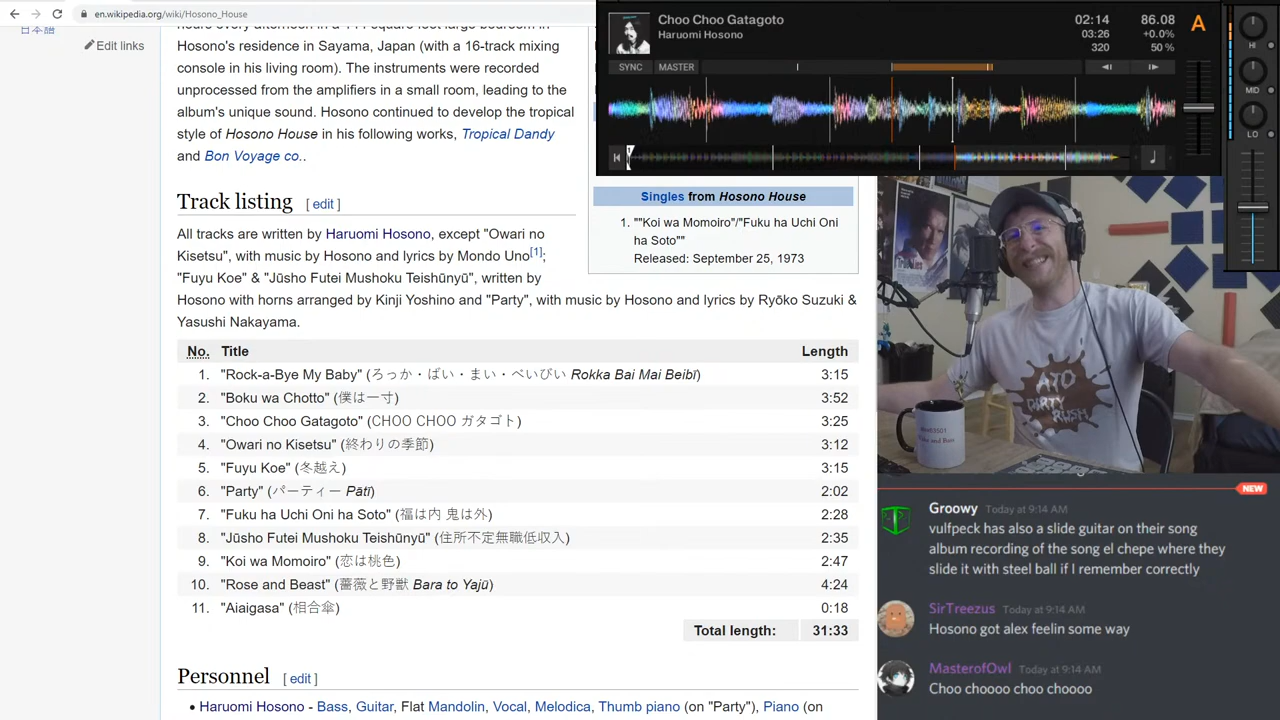 en.wikipedia.org/wiki/Hosono_House
日本語
Edit links
Hosono's residence in Sayama, Japan (with a 16-track mixing
console in his living room). The instruments were recorded
unprocessed from the amplifiers in a small room, leading to the
album's unique sound. Hosono continued to develop the tropical
style of Hosono House in his following works, Tropical Dandy
and Bon Voyage co..
Track listing [ edit ]
All tracks are written by Haruomi Hosono, except "Owari no
Kisetsu", with music by Hosono and lyrics by Mondo Uno[1];
"Fuyu Koe" & "Jūsho Futei Mushoku Teishūnyū", written by
Hosono with horns arranged by Kinji Yoshino and "Party", with music by Hosono and lyrics by Ryōko Suzuki &
Yasushi Nakayama.
No. Title Length
1. "Rock-a-Bye My Baby" (ろっか・ばい・まい・べいびい Rokka Bai Mai Beibī) 3:15
2. "Boku wa Chotto" (僕は一寸) 3:52
3. "Choo Choo Gatagoto" (CHOO CHOO ガタゴト) 3:25
4. "Owari no Kisetsu" (終わりの季節) 3:12
5. "Fuyu Koe" (冬越え) 3:15
6. "Party" (パーティー Pātī) 2:02
7. "Fuku ha Uchi Oni ha Soto" (福は内 鬼は外) 2:28
8. "Jūsho Futei Mushoku Teishūnyū" (住所不定無職低収入) 2:35
9. "Koi wa Momoiro" (恋は桃色) 2:47
10. "Rose and Beast" (薔薇と野獣 Bara to Yajū) 4:24
11. "Aiaigasa" (相合傘) 0:18
Total length: 31:33
Personnel [ edit ]
• Haruomi Hosono - Bass, Guitar, Flat Mandolin, Vocal, Melodica, Thumb piano (on "Party"), Piano (on
Singles from Hosono House
1. ""Koi wa Momoiro"/"Fuku ha Uchi Oni
ha Soto""
Released: September 25, 1973
Choo Choo Gatagoto
Haruomi Hosono
02:14
03:26
320
86.08
+0.0%
50 %
A
SYNC MASTER
HI
MID
LO
ATO
PARTY
RUSH
NEW
Groowy Today at 9:14 AM
vulfpeck has also a slide guitar on their song
album recording of the song el chepe where they
slide it with steel ball if I remember correctly
SirTreezus Today at 9:14 AM
Hosono got alex feelin some way
MasterofOwl Today at 9:14 AM
Choo choooo choo choooo